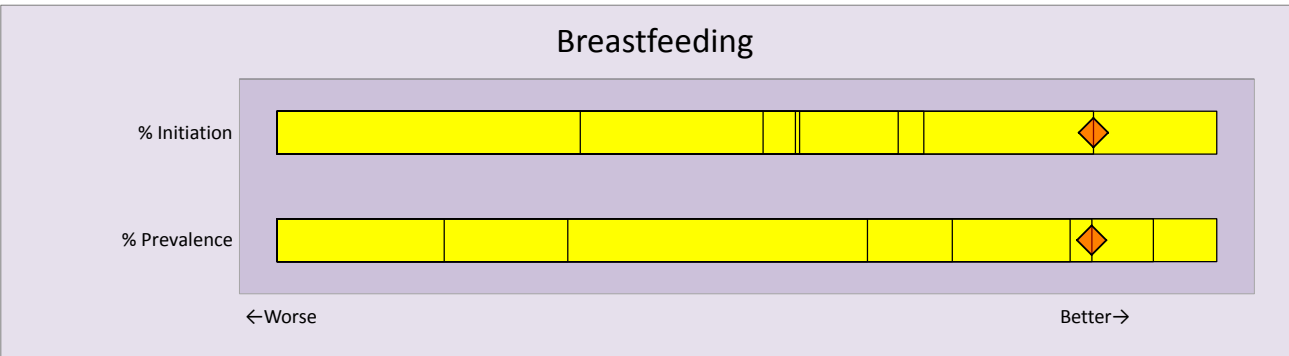 Breastfeeding
% Initiation
% Prevalence
←Worse Better→